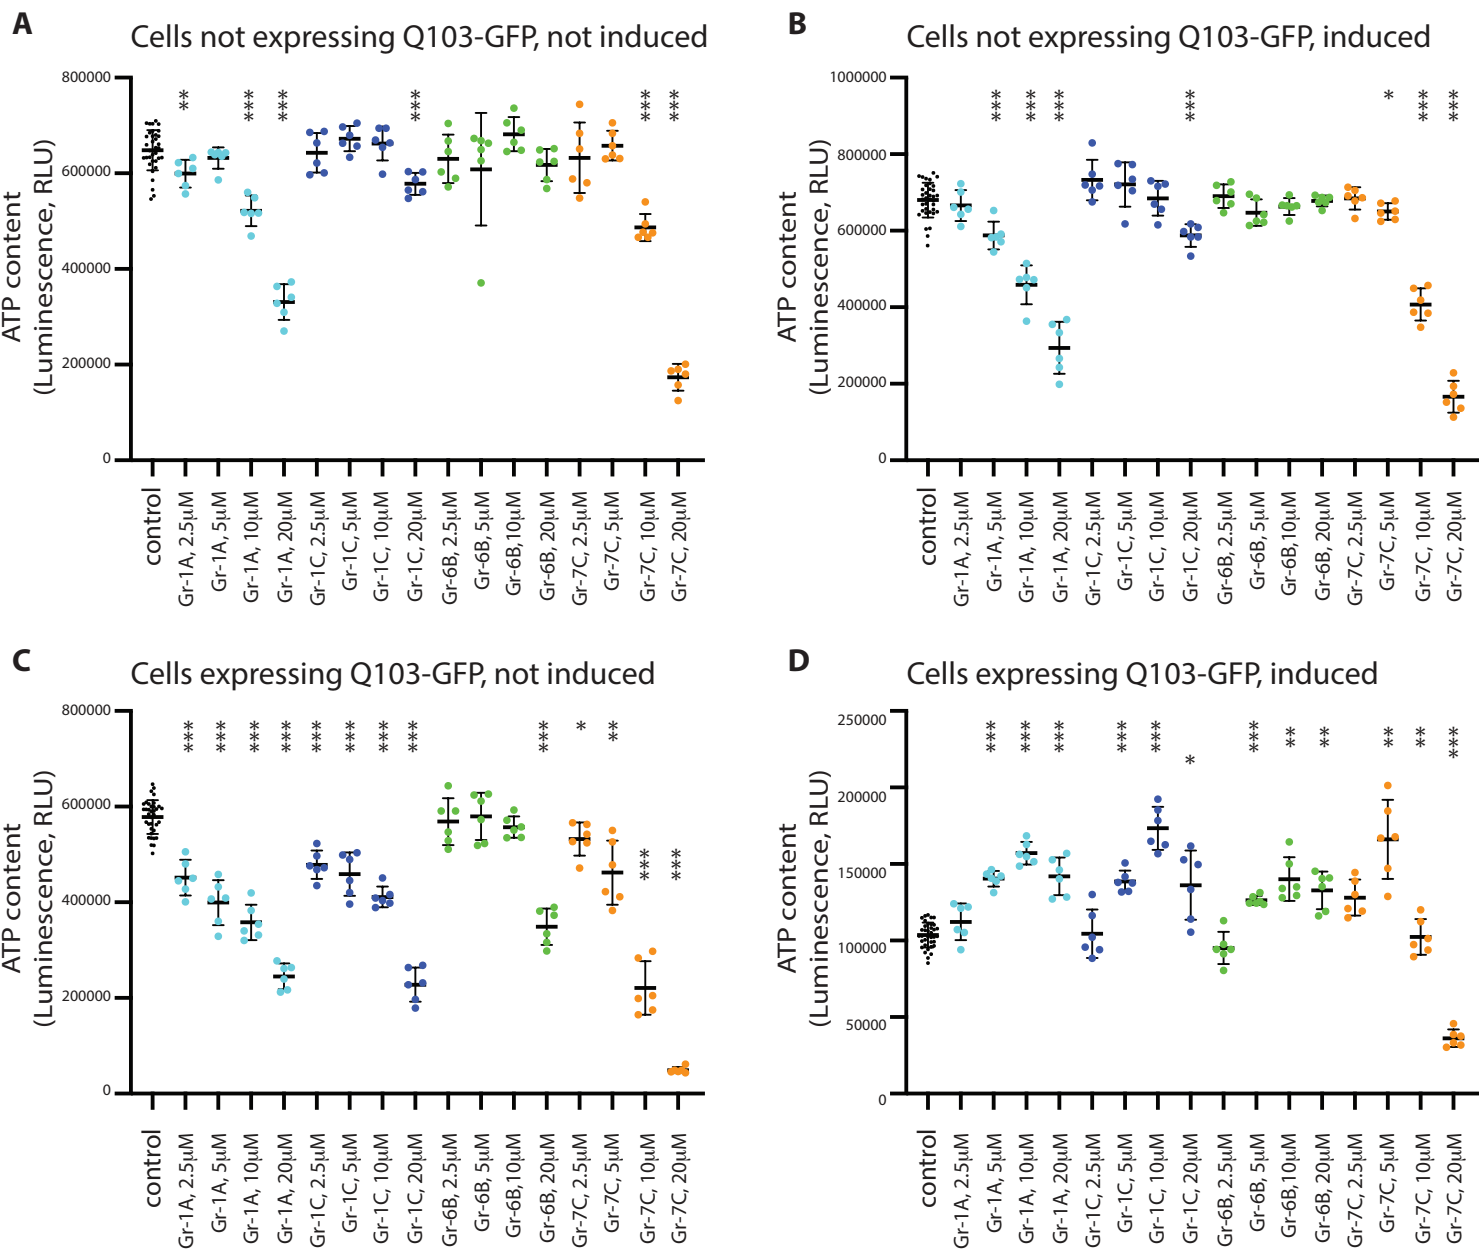 A
Cells not expressing Q103-GFP, not induced
ATP content
(Luminescence, RLU)
800000
600000
400000
200000
0
** *** *** *** *** ***
control
Gr-1A, 2.5µM
Gr-1A, 5µM
Gr-1A, 10µM
Gr-1A, 20µM
Gr-1C, 2.5µM
Gr-1C, 5µM
Gr-1C, 10µM
Gr-1C, 20µM
Gr-6B, 2.5µM
Gr-6B, 5µM
Gr-6B, 10µM
Gr-6B, 20µM
Gr-7C, 2.5µM
Gr-7C, 5µM
Gr-7C, 10µM
Gr-7C, 20µM
B
Cells not expressing Q103-GFP, induced
ATP content
(Luminescence, RLU)
1000000
800000
600000
400000
200000
0
*** *** *** *** * *** ***
control
Gr-1A, 2.5µM
Gr-1A, 5µM
Gr-1A, 10µM
Gr-1A, 20µM
Gr-1C, 2.5µM
Gr-1C, 5µM
Gr-1C, 10µM
Gr-1C, 20µM
Gr-6B, 2.5µM
Gr-6B, 5µM
Gr-6B,10µM
Gr-6B, 20µM
Gr-7C, 2.5µM
Gr-7C, 5µM
Gr-7C, 10µM
Gr-7C, 20µM
C
Cells expressing Q103-GFP, not induced
ATP content
(Luminescence, RLU)
800000
600000
400000
200000
0
*** *** *** *** *** *** *** *** *** * ** *** ***
control
Gr-1A, 2.5µM
Gr-1A, 5µM
Gr-1A, 10µM
Gr-1A, 20µM
Gr-1C, 2.5µM
Gr-1C, 5µM
Gr-1C, 10µM
Gr-1C, 20µM
Gr-6B, 2.5µM
Gr-6B, 5µM
Gr-6B, 10µM
Gr-6B, 20µM
Gr-7C, 2.5µM
Gr-7C, 5µM
Gr-7C, 10µM
Gr-7C, 20µM
D
Cells expressing Q103-GFP, induced
ATP content
(Luminescence, RLU)
250000
200000
150000
100000
50000
0
*** *** *** *** *** * *** ** ** ** ** ***
control
Gr-1A, 2.5µM
Gr-1A, 5µM
Gr-1A, 10µM
Gr-1A, 20µM
Gr-1C, 2.5µM
Gr-1C, 5µM
Gr-1C, 10µM
Gr-1C, 20µM
Gr-6B, 2.5µM
Gr-6B, 5µM
Gr-6B,10µM
Gr-6B, 20µM
Gr-7C, 2.5µM
Gr-7C, 5µM
Gr-7C, 10µM
Gr-7C, 20µM